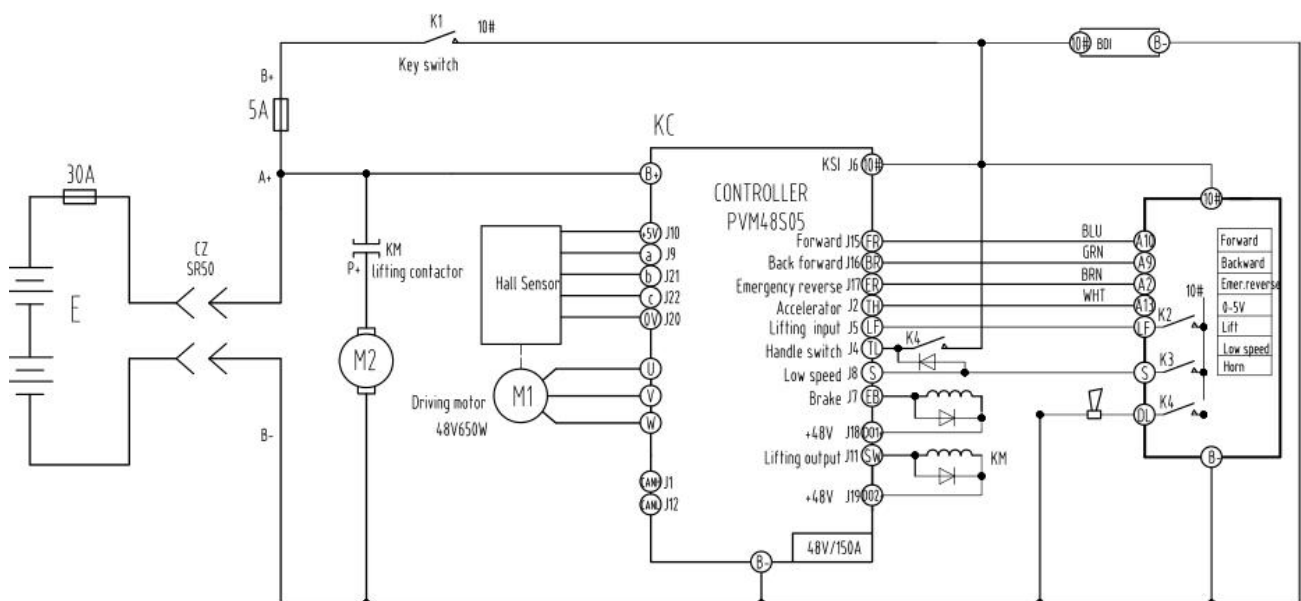 K1
10#
Key switch
B+
5A
10#
BDI
B-
KC
30A
A+
B+
CONTROLLER
PVM48S05
KSI J6 10#
10#
CZ
SR50
KM
P+
lifting contactor
E
Hall Sensor
+5V J10
a J9
b J21
c J22
0V J20
Forward J15 FR
BLU
A10
Forward
Back forward J16 BR
GRN
A9
Backward
Emergency reverse J17 ER
BRN
A2
Emer.reverse
Accelerator J2 TH
WHT
A13
0-5V
Lifting input J5 LF
LF
K2
10#
Lift
Handle switch J4 TL
K4
Low speed
Low speed J8 S
S
K3
Horn
M2
M1
Driving motor
48V650W
U
V
W
Brake J7 EB
DL
K4
+48V J18 DO1
Lifting output J11 SW
KM
B-
B-
CANH J1
CANL J12
+48V J19 DO2
48V/150A
B-